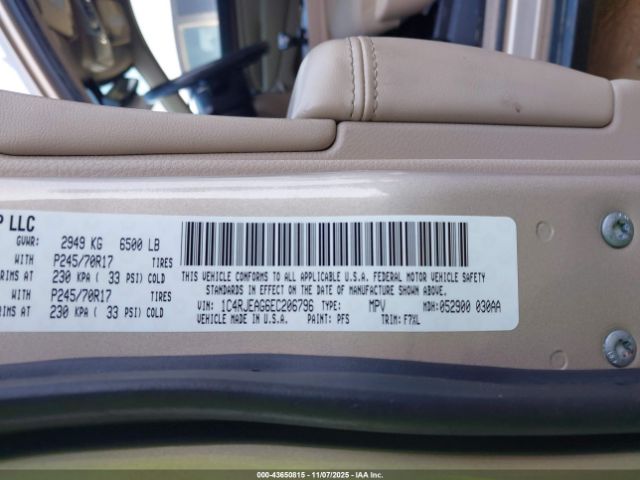 P LLC
GVWR: 2949 KG 6500 LB
WITH P245/70R17 TIRES
RIMS AT 230 KPA ( 33 PSI) COLD
WITH P245/70R17 TIRES
RIMS AT 230 KPA ( 33 PSI) COLD
THIS VEHICLE CONFORMS TO ALL APPLICABLE U.S.A. FEDERAL MOTOR VEHICLE SAFETY
STANDARDS IN EFFECT ON THE DATE OF MANUFACTURE SHOWN ABOVE.
VIN: 1C4RJEAG6EC206796 TYPE: MPV MDH: 052900 030AA
VEHICLE MADE IN U.S.A. PAINT: PFS TRIM: F7XL
000-43650815 - 11/07/2025 - IAA Inc.